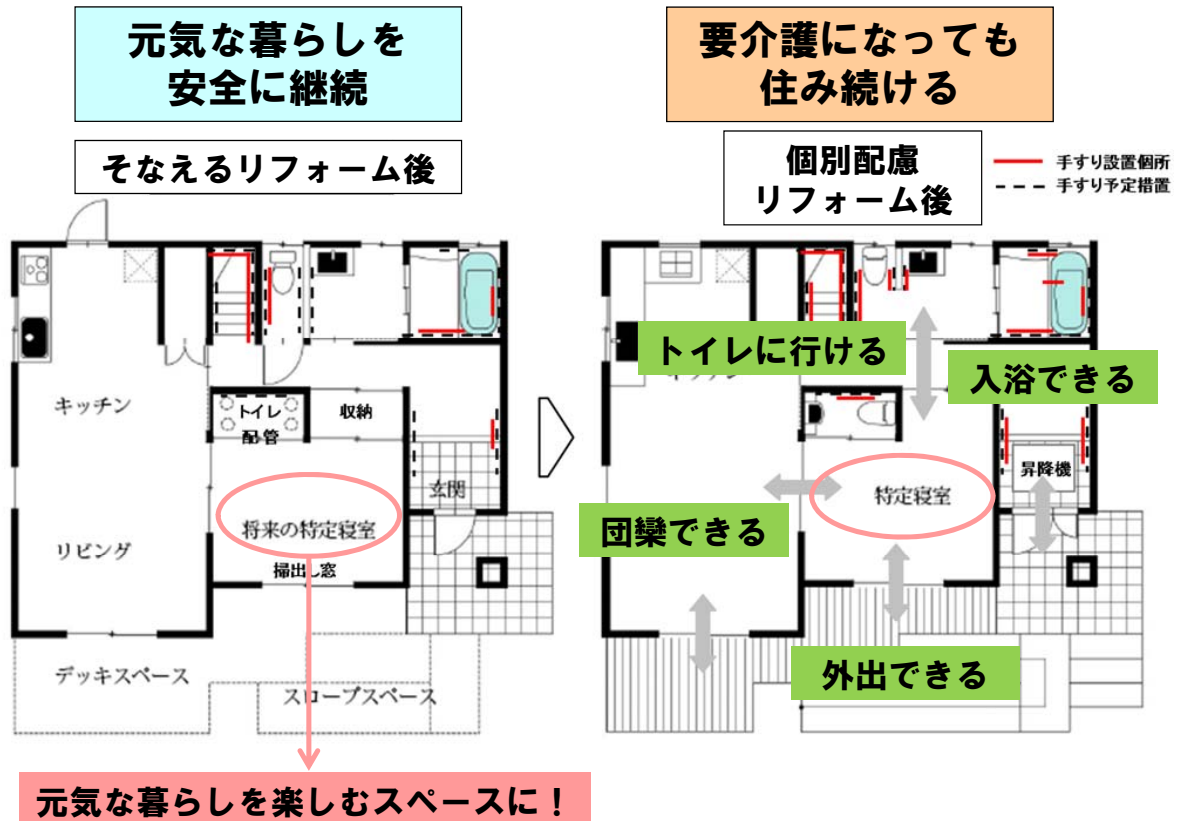 元気な暮らしを
安全に継続
そなえるリフォーム後
キッチン
リビング
トイレ
配管
収納
玄関
将来の特定寝室
掃出し窓
デッキスペース
スロープスペース
元気な暮らしを楽しむスペースに！
要介護になっても
住み続ける
個別配慮
リフォーム後
手すり設置個所
手すり予定措置
トイレに行ける
入浴できる
昇降機
特定寝室
団欒できる
外出できる